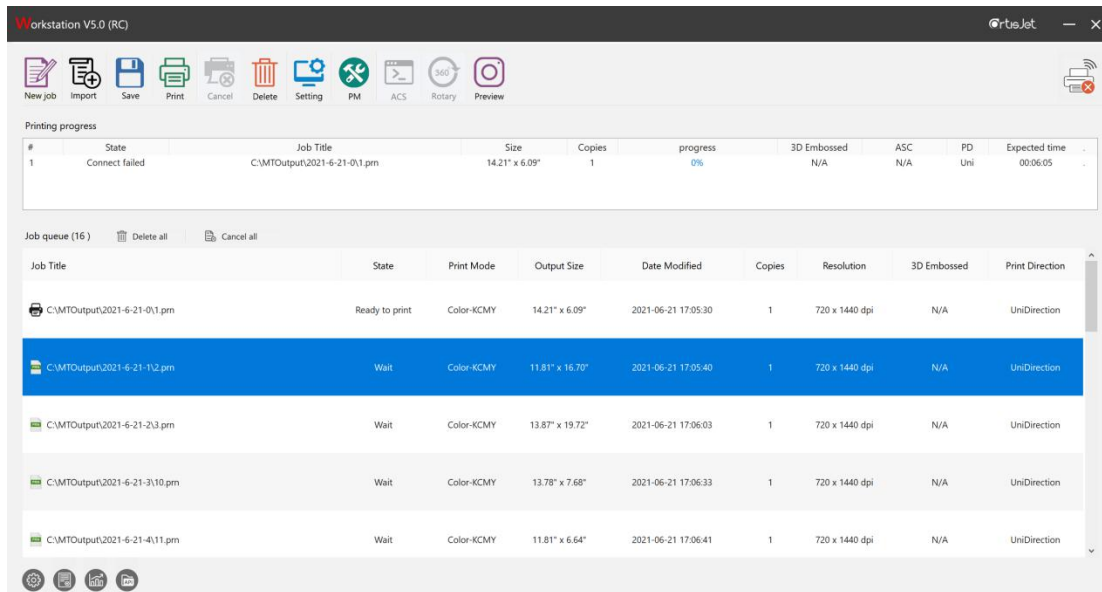 Workstation V5.0 (RC) ArtisJet
New job Import Save Print Cancel Delete Setting PM ACS 360 Rotary Preview
Printing progress
# State Job Title Size Copies progress 3D Embossed ASC PD Expected time
1 Connect failed C:\MTOutput\2021-6-21-0\1.prn 14.21" x 6.09" 1 0% N/A N/A Uni 00:06:05
Job queue (16 ) Delete all Cancel all
Job Title State Print Mode Output Size Date Modified Copies Resolution 3D Embossed Print Direction
C:\MTOutput\2021-6-21-0\1.prn Ready to print Color-KCMY 14.21" x 6.09" 2021-06-21 17:05:30 1 720 x 1440 dpi N/A UniDirection
C:\MTOutput\2021-6-21-1\2.prn Wait Color-KCMY 11.81" x 16.70" 2021-06-21 17:05:40 1 720 x 1440 dpi N/A UniDirection
C:\MTOutput\2021-6-21-2\3.prn Wait Color-KCMY 13.87" x 19.72" 2021-06-21 17:06:03 1 720 x 1440 dpi N/A UniDirection
C:\MTOutput\2021-6-21-3\10.prn Wait Color-KCMY 13.78" x 7.68" 2021-06-21 17:06:33 1 720 x 1440 dpi N/A UniDirection
C:\MTOutput\2021-6-21-4\11.prn Wait Color-KCMY 11.81" x 6.64" 2021-06-21 17:06:41 1 720 x 1440 dpi N/A UniDirection